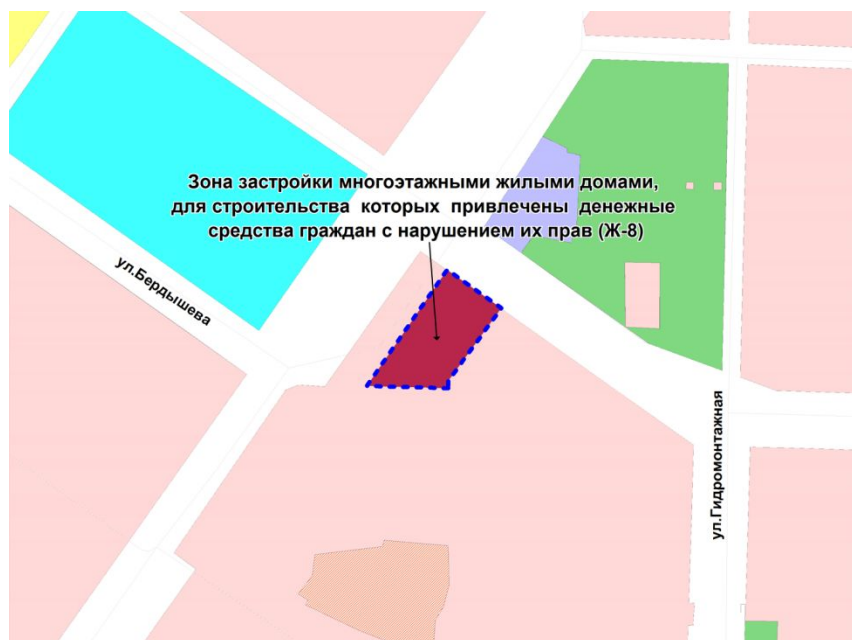 Зона застройки многоэтажными жилыми домами,
для строительства которых привлечены денежные
средства граждан с нарушением их прав (Ж-8)
ул.Бердышева
ул.Гидромонтажная